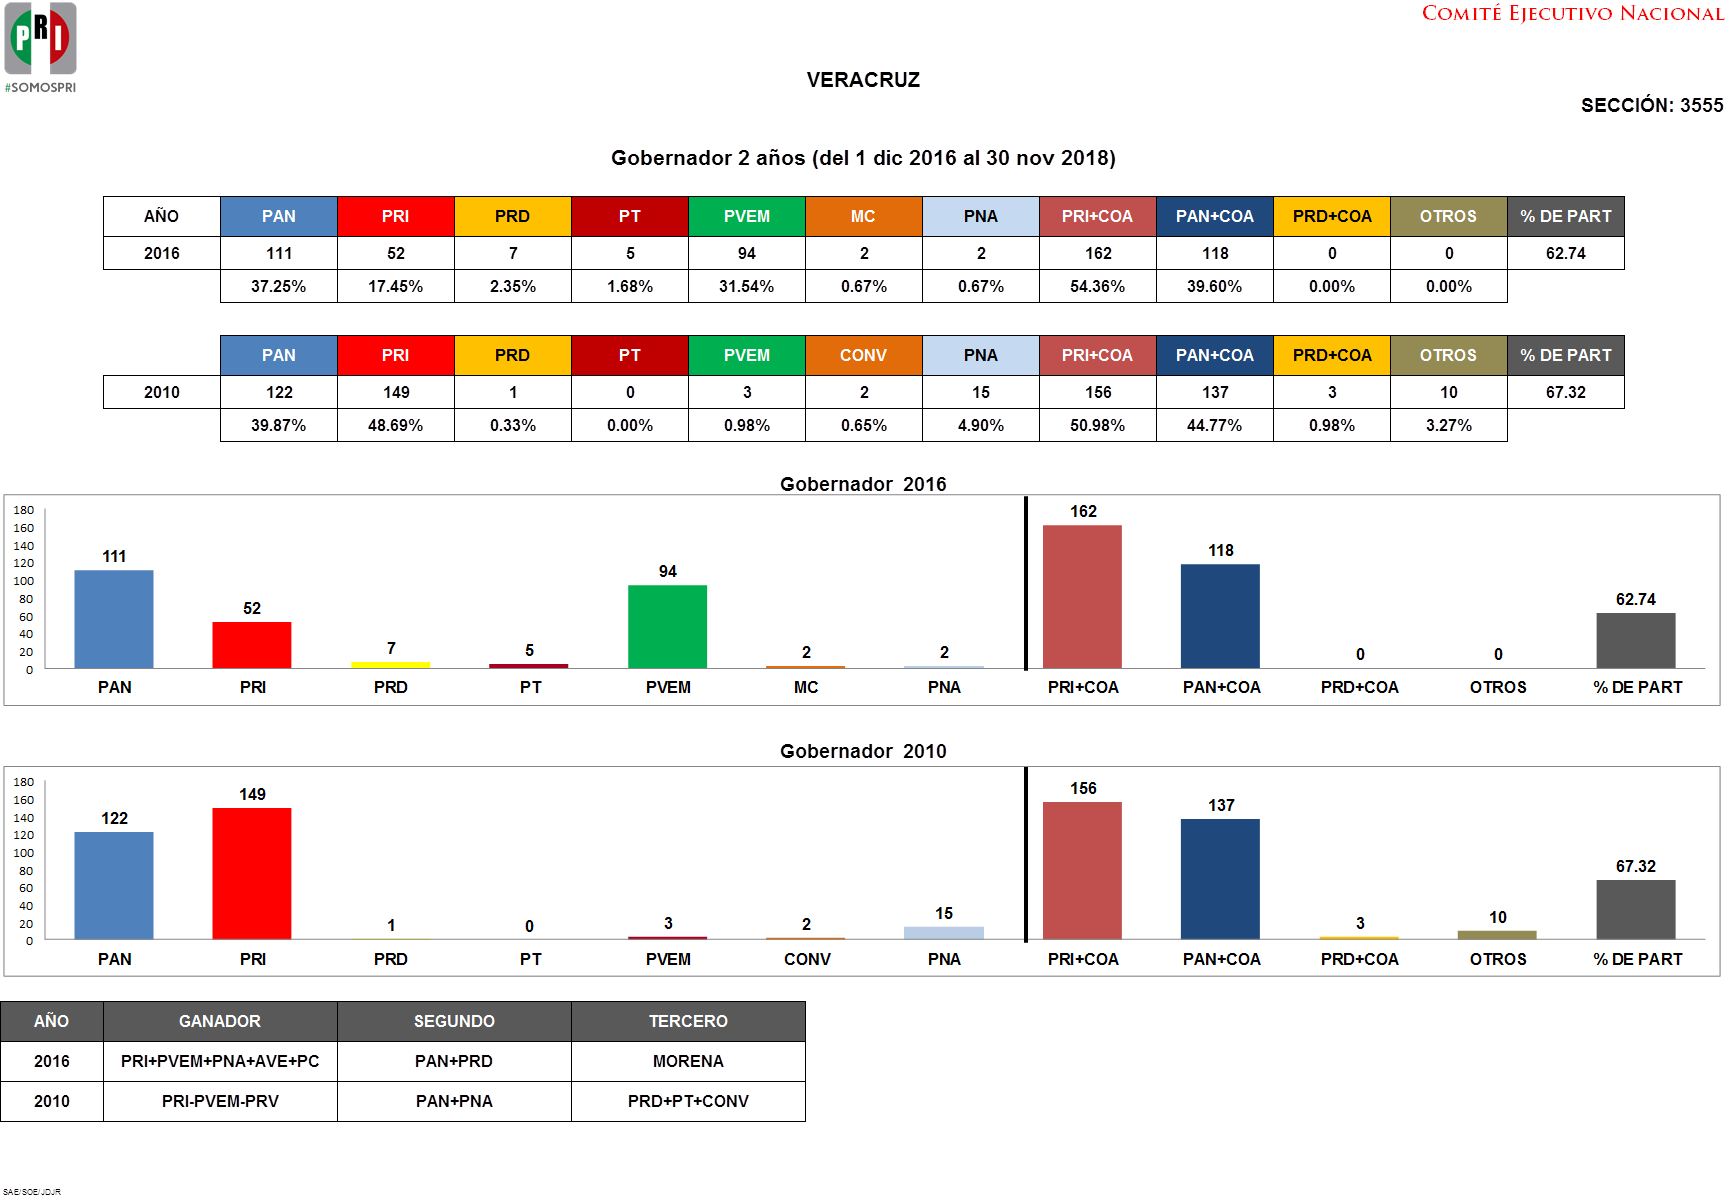 PRI
#SOMOSPRI
COMITÉ EJECUTIVO NACIONAL
VERACRUZ
SECCIÓN: 3555
Gobernador 2 años (del 1 dic 2016 al 30 nov 2018)
AÑO PAN PRI PRD PT PVEM MC PNA PRI+COA PAN+COA PRD+COA OTROS % DE PART
2016 111 52 7 5 94 2 2 162 118 0 0 62.74
37.25% 17.45% 2.35% 1.68% 31.54% 0.67% 0.67% 54.36% 39.60% 0.00% 0.00%
PAN PRI PRD PT PVEM CONV PNA PRI+COA PAN+COA PRD+COA OTROS % DE PART
2010 122 149 1 0 3 2 15 156 137 3 10 67.32
39.87% 48.69% 0.33% 0.00% 0.98% 0.65% 4.90% 50.98% 44.77% 0.98% 3.27%
Gobernador 2016
180
160
140
120
100
80
60
40
20
0
111 52 7 5 94 2 2 162 118 0 0 62.74
PAN PRI PRD PT PVEM MC PNA PRI+COA PAN+COA PRD+COA OTROS % DE PART
Gobernador 2010
180
160
140
120
100
80
60
40
20
0
122 149 1 0 3 2 15 156 137 3 10 67.32
PAN PRI PRD PT PVEM CONV PNA PRI+COA PAN+COA PRD+COA OTROS % DE PART
AÑO GANADOR SEGUNDO TERCERO
2016 PRI+PVEM+PNA+AVE+PC PAN+PRD MORENA
2010 PRI-PVEM-PRV PAN+PNA PRD+PT+CONV
SAE/SOE/JDJR